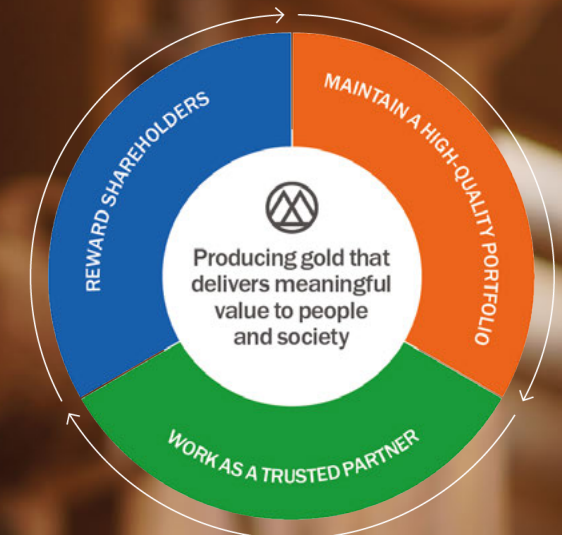 REWARD SHAREHOLDERS
MAINTAIN A HIGH-QUALITY PORTFOLIO
Producing gold that
delivers meaningful
value to people
and society
WORK AS A TRUSTED PARTNER